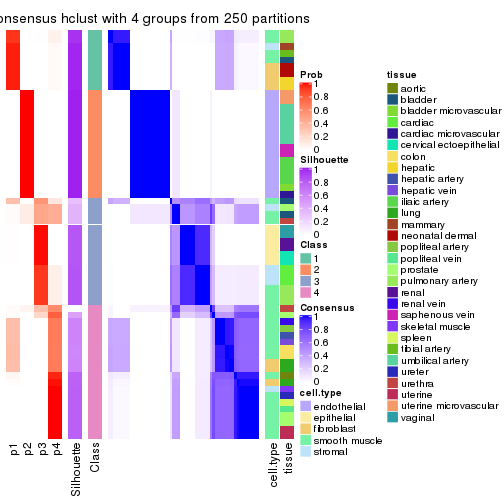 onsensus hclust with 4 groups from 250 partitions
p1
p2
p3
p4
Silhouette
Class
cell.type
tissue
Prob
1
0.8
0.6
0.4
0.2
0
Silhouette
1
0.8
0.6
0.4
0.2
0
Class
1
2
3
4
Consensus
1
0.8
0.6
0.4
0.2
0
cell.type
endothelial
epithelial
fibroblast
smooth muscle
stromal
tissue
aortic
bladder
bladder microvascular
cardiac
cardiac microvascular
cervical ectoepithelial
colon
hepatic
hepatic artery
hepatic vein
iliaic artery
lung
mammary
neonatal dermal
popliteal artery
popliteal vein
prostate
pulmonary artery
renal
renal vein
saphenous vein
skeletal muscle
spleen
tibial artery
umbilical artery
ureter
urethra
uterine
uterine microvascular
vaginal